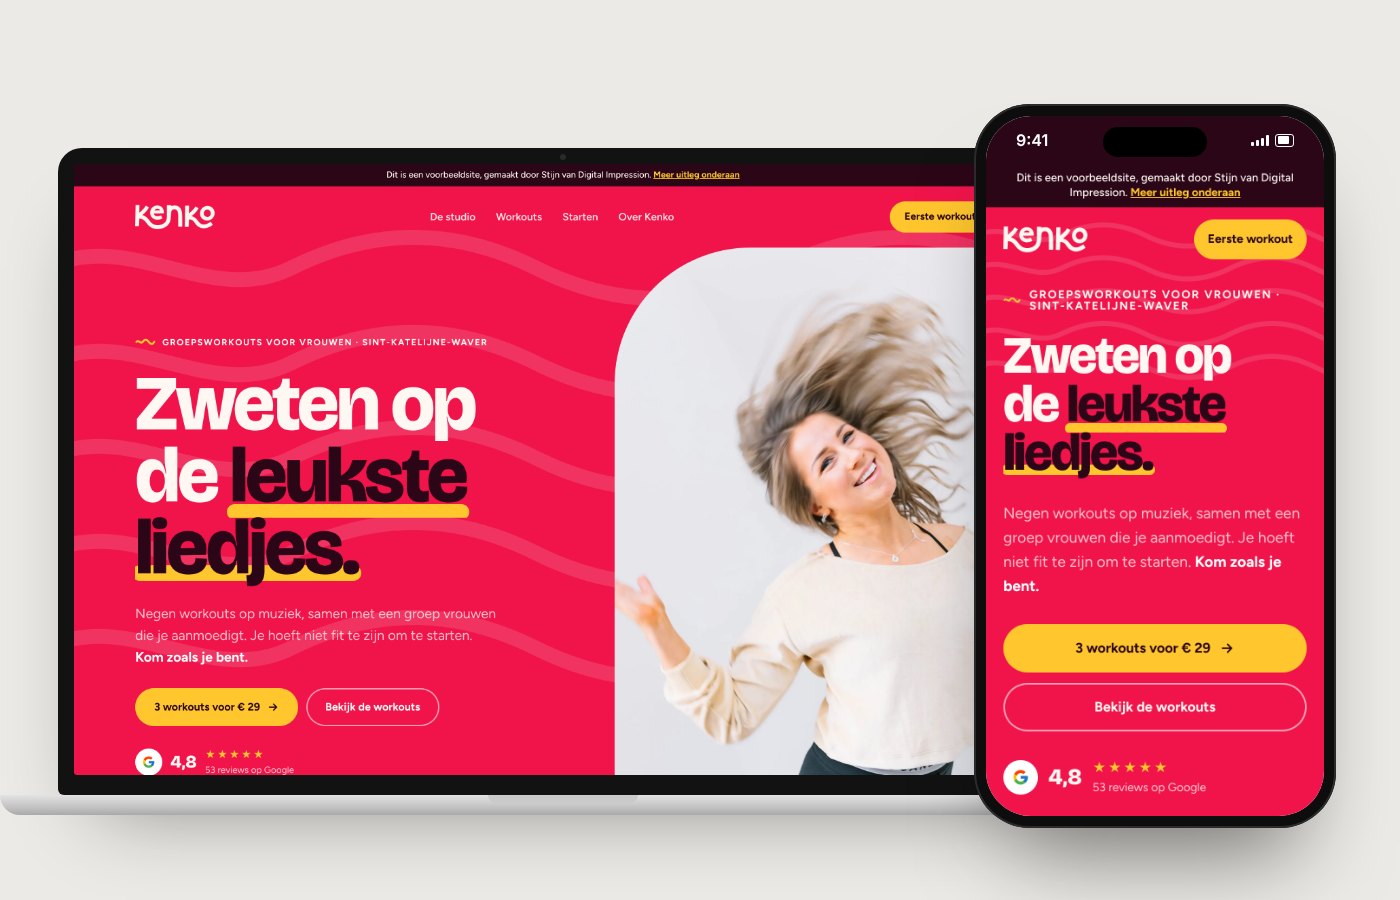 Dit is een voorbeeldsite, gemaakt door Stijn van Digital Impression. Meer uitleg onderaan
kenko
De studio Workouts Starten Over Kenko
Eerste workout
GROEPSWORKOUTS VOOR VROUWEN · SINT-KATELIJNE-WAVER
Zweten op
de leukste
liedjes.
Negen workouts op muziek, samen met een groep vrouwen
die je aanmoedigt. Je hoeft niet fit te zijn om te starten.
Kom zoals je bent.
3 workouts voor € 29 →
Bekijk de workouts
4,8
53 reviews op Google
9:41
Dit is een voorbeeldsite, gemaakt door Stijn van Digital
Impression. Meer uitleg onderaan
kenko
Eerste workout
GROEPSWORKOUTS VOOR VROUWEN ·
SINT-KATELIJNE-WAVER
Zweten op
de leukste
liedjes.
Negen workouts op muziek, samen met een
groep vrouwen die je aanmoedigt. Je hoeft
niet fit te zijn om te starten. Kom zoals je
bent.
3 workouts voor € 29 →
Bekijk de workouts
G
4,8
53 reviews op Google